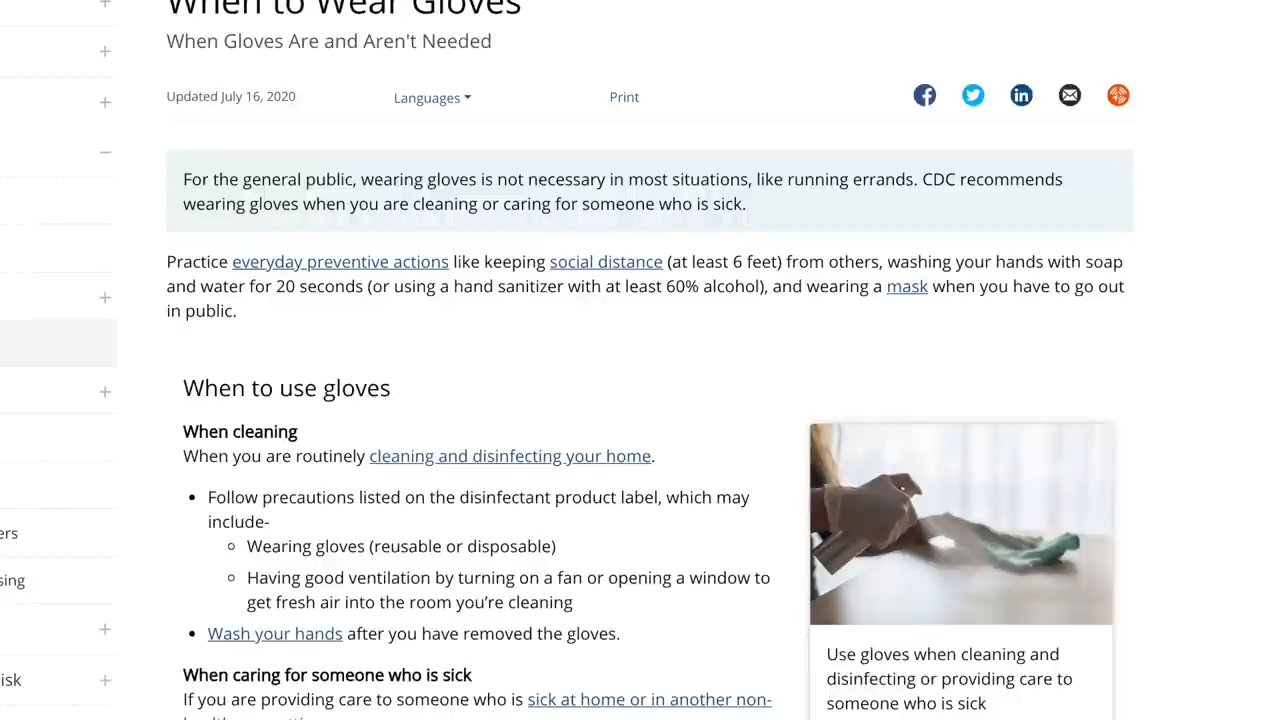 When to Wear Gloves
When Gloves Are and Aren't Needed
Updated July 16, 2020
Languages
Print
For the general public, wearing gloves is not necessary in most situations, like running errands. CDC recommends
wearing gloves when you are cleaning or caring for someone who is sick.
Practice everyday preventive actions like keeping social distance (at least 6 feet) from others, washing your hands with soap
and water for 20 seconds (or using a hand sanitizer with at least 60% alcohol), and wearing a mask when you have to go out
in public.
When to use gloves
When cleaning
When you are routinely cleaning and disinfecting your home.
Follow precautions listed on the disinfectant product label, which may
include-
Wearing gloves (reusable or disposable)
Having good ventilation by turning on a fan or opening a window to
get fresh air into the room you’re cleaning
Wash your hands after you have removed the gloves.
When caring for someone who is sick
If you are providing care to someone who is sick at home or in another non-
Use gloves when cleaning and
disinfecting or providing care to
someone who is sick
ers
sing
isk